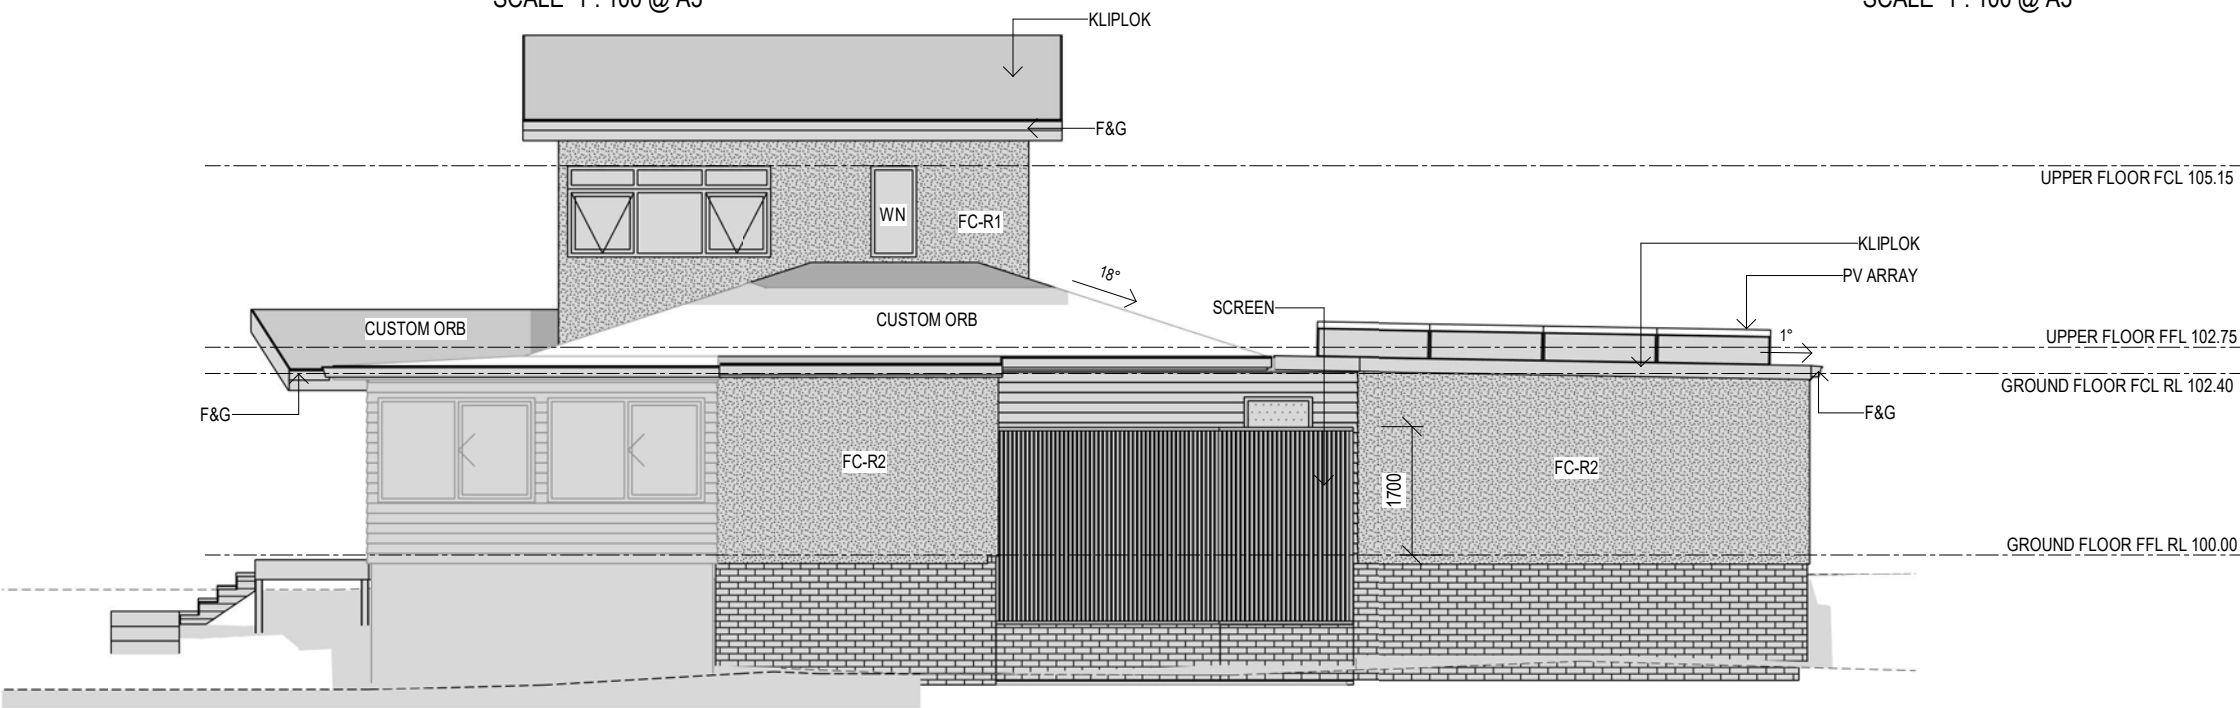 SCALE 1 : 100 @ A3
SCALE 1 : 100 @ A3
KLIPLOK
F&G
UPPER FLOOR FCL 105.15
WN
FC-R1
KLIPLOK
18°
PV ARRAY
SCREEN
CUSTOM ORB
CUSTOM ORB
1°
UPPER FLOOR FFL 102.75
GROUND FLOOR FCL RL 102.40
F&G
F&G
FC-R2
FC-R2
1700
GROUND FLOOR FFL RL 100.00